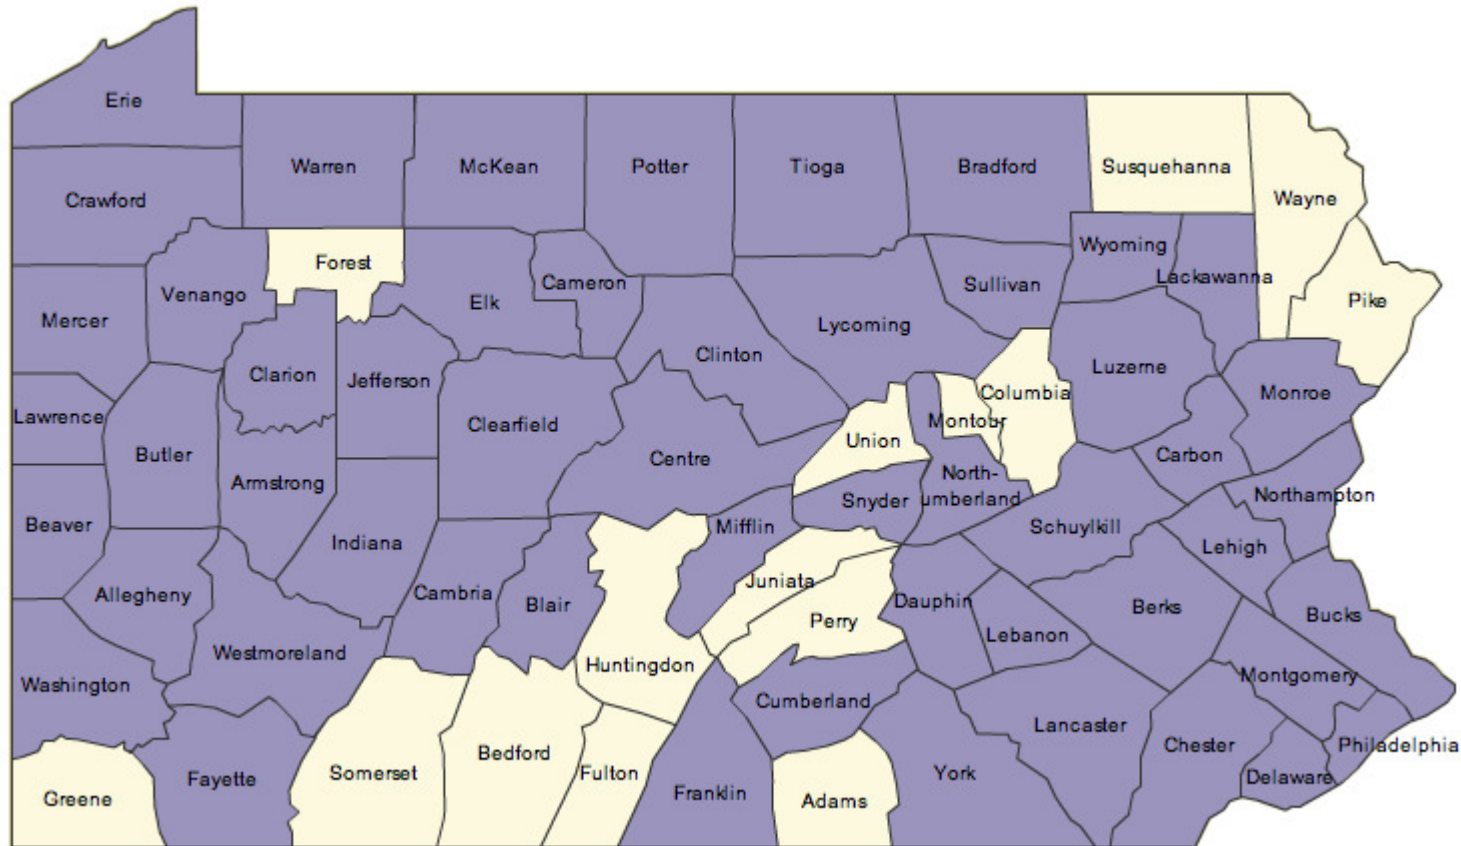 Erie
Warren
McKean
Potter
Tioga
Bradford
Susquehanna
Wayne
Crawford
Forest
Venango
Elk
Cameron
Sullivan
Wyoming
Lackawanna
Pike
Mercer
Lycoming
Clinton
Clarion
Jefferson
Luzerne
Columbia
Monroe
Lawrence
Montour
Clearfield
Union
Butler
Centre
Carbon
Armstrong
North-
umberland
Snyder
Northampton
Beaver
Mifflin
Schuylkill
Indiana
Lehigh
Juniata
Allegheny
Cambria
Blair
Dauphin
Berks
Bucks
Perry
Lebanon
Westmoreland
Huntingdon
Montgomery
Washington
Cumberland
Lancaster
Chester
Philadelphia
Bedford
Somerset
Fulton
York
Delaware
Fayette
Franklin
Greene
Adams